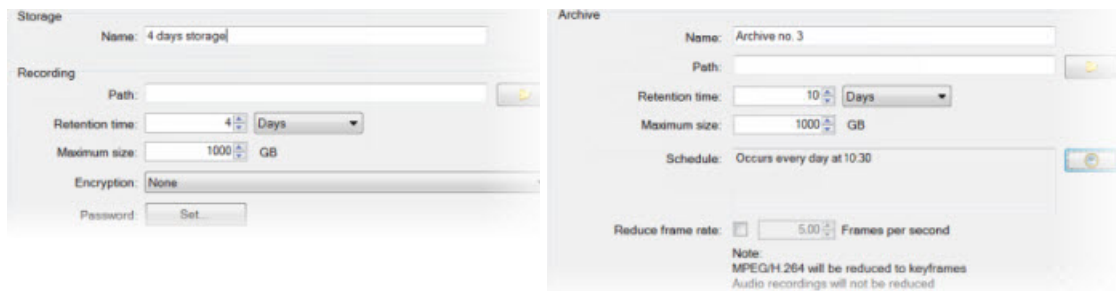 Storage
Name: 4 days storage
Recording
Path:
Retention time: 4 Days
Maximum size: 1000 GB
Encryption: None
Password: Set...
Archive
Name: Archive no. 3
Path:
Retention time: 10 Days
Maximum size: 1000 GB
Schedule: Occurs every day at 10:30
Reduce frame rate: 5.00 Frames per second
Note:
MPEG/H.264 will be reduced to keyframes
Audio recordings will not be reduced